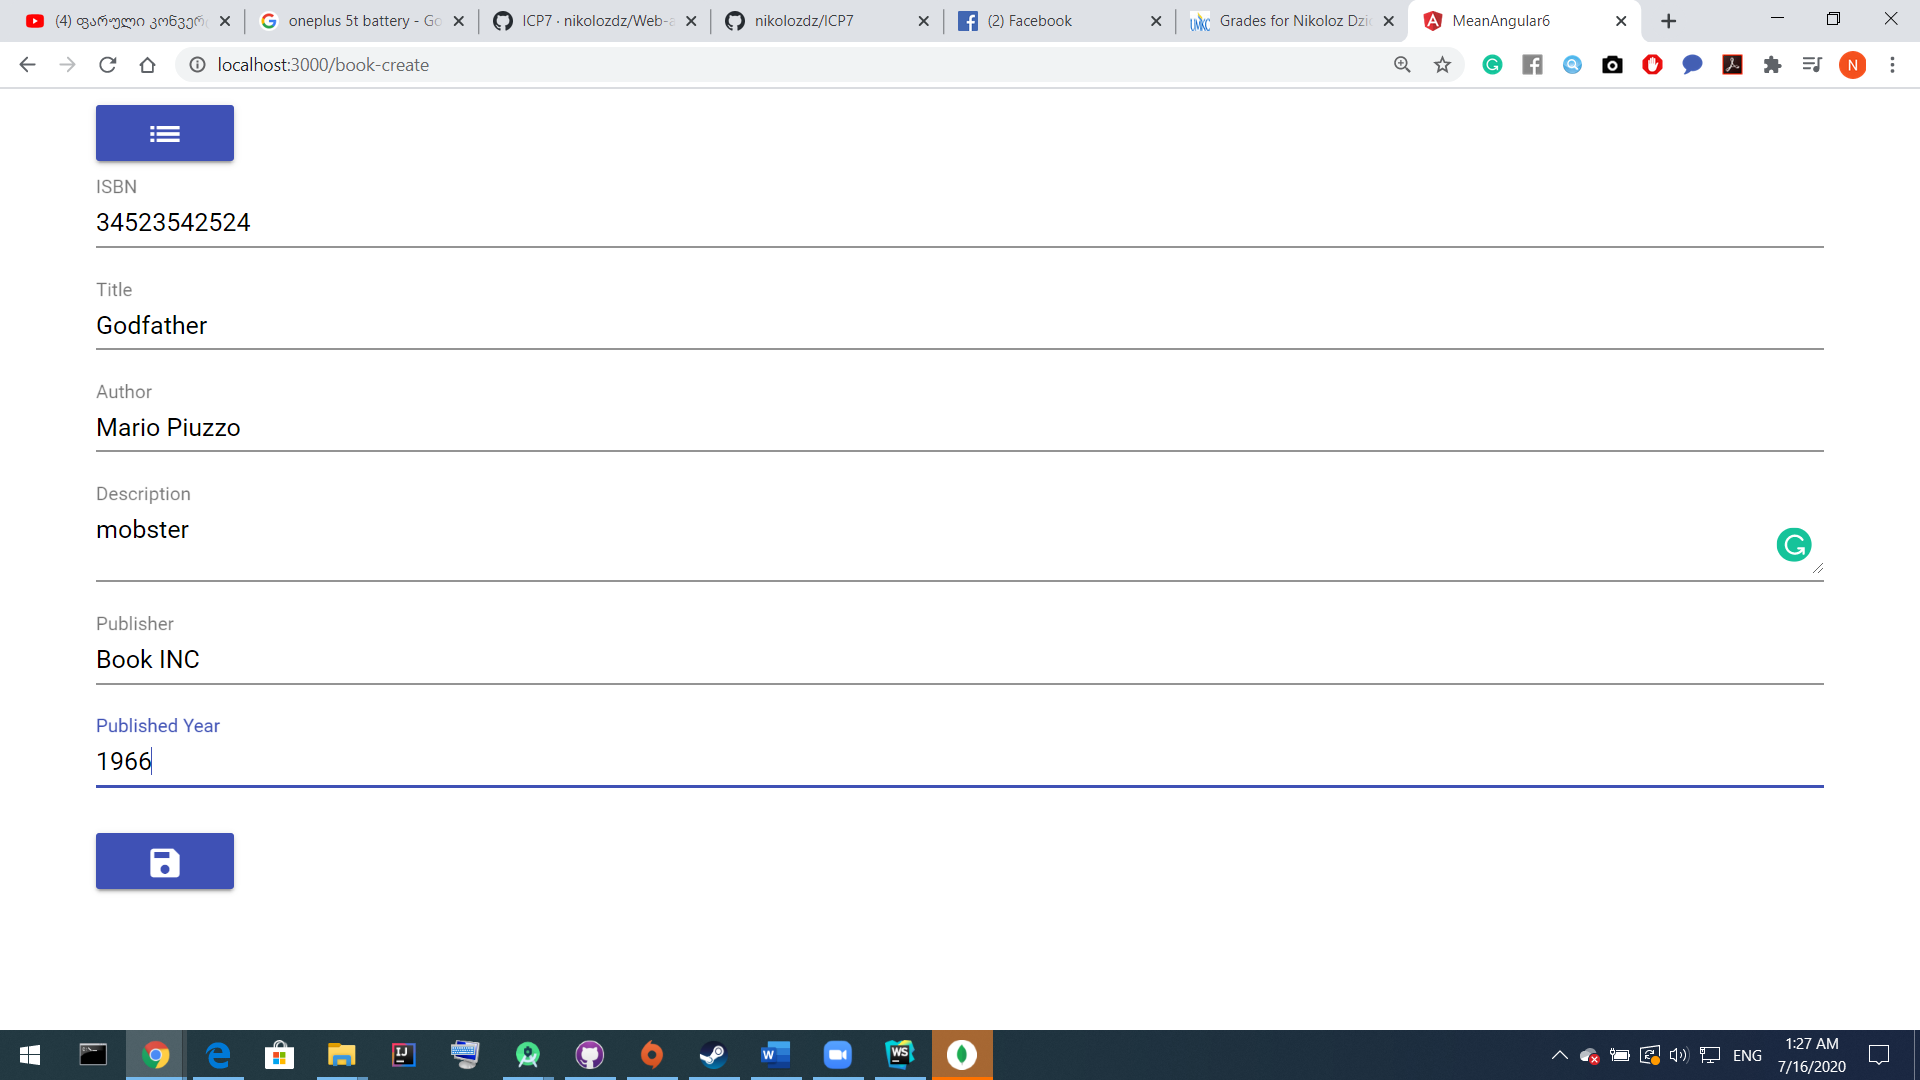 (4) ფარული კონვერ
oneplus 5t battery - Go
ICP7 · nikolozdz/Web-a
nikolozdz/ICP7
(2) Facebook
Grades for Nikoloz Dzi
MeanAngular6
localhost:3000/book-create
N
ISBN
34523542524
Title
Godfather
Author
Mario Piuzzo
Description
mobster
Publisher
Book INC
Published Year
1966
ENG
1:27 AM
7/16/2020